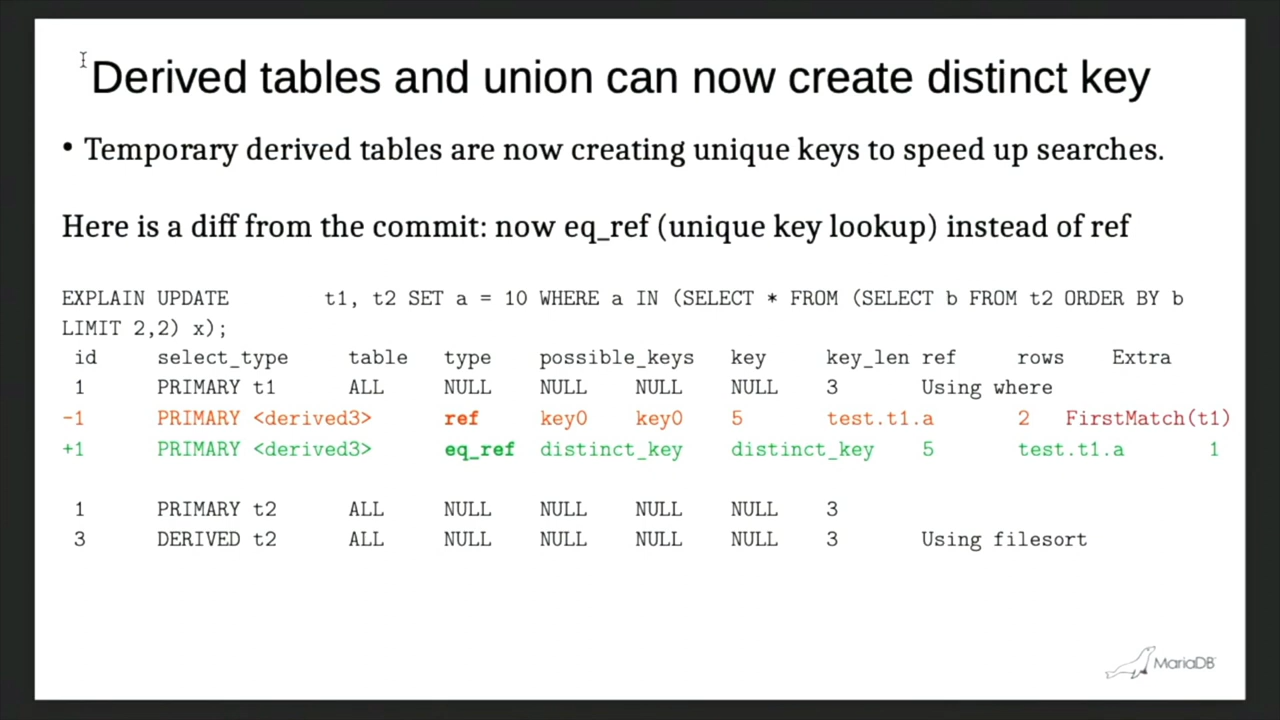 Derived tables and union can now create distinct key
• Temporary derived tables are now creating unique keys to speed up searches.
Here is a diff from the commit: now eq_ref (unique key lookup) instead of ref
EXPLAIN UPDATE t1, t2 SET a = 10 WHERE a IN (SELECT * FROM (SELECT b FROM t2 ORDER BY b
LIMIT 2,2) x);
id select_type table type possible_keys key key_len ref rows Extra
1 PRIMARY t1 ALL NULL NULL NULL NULL 3 Using where
-1 PRIMARY <derived3> ref key0 key0 5 test.t1.a 2 FirstMatch(t1)
+1 PRIMARY <derived3> eq_ref distinct_key distinct_key 5 test.t1.a 1
1 PRIMARY t2 ALL NULL NULL NULL NULL 3
3 DERIVED t2 ALL NULL NULL NULL NULL 3 Using filesort
MariaDB